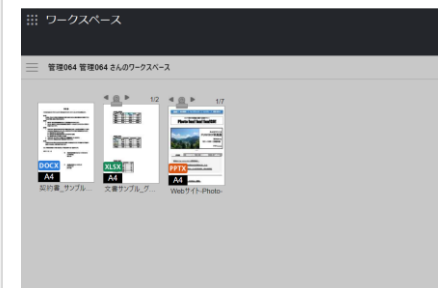 ワークスペース
管理064 管理064 さんのワークスペース
1/2
1/7
DOCX
A4
XLSX
A4
PPTX
A4
契約書_サンプル...
文書サンプル_グ...
Webサイト-Photo-